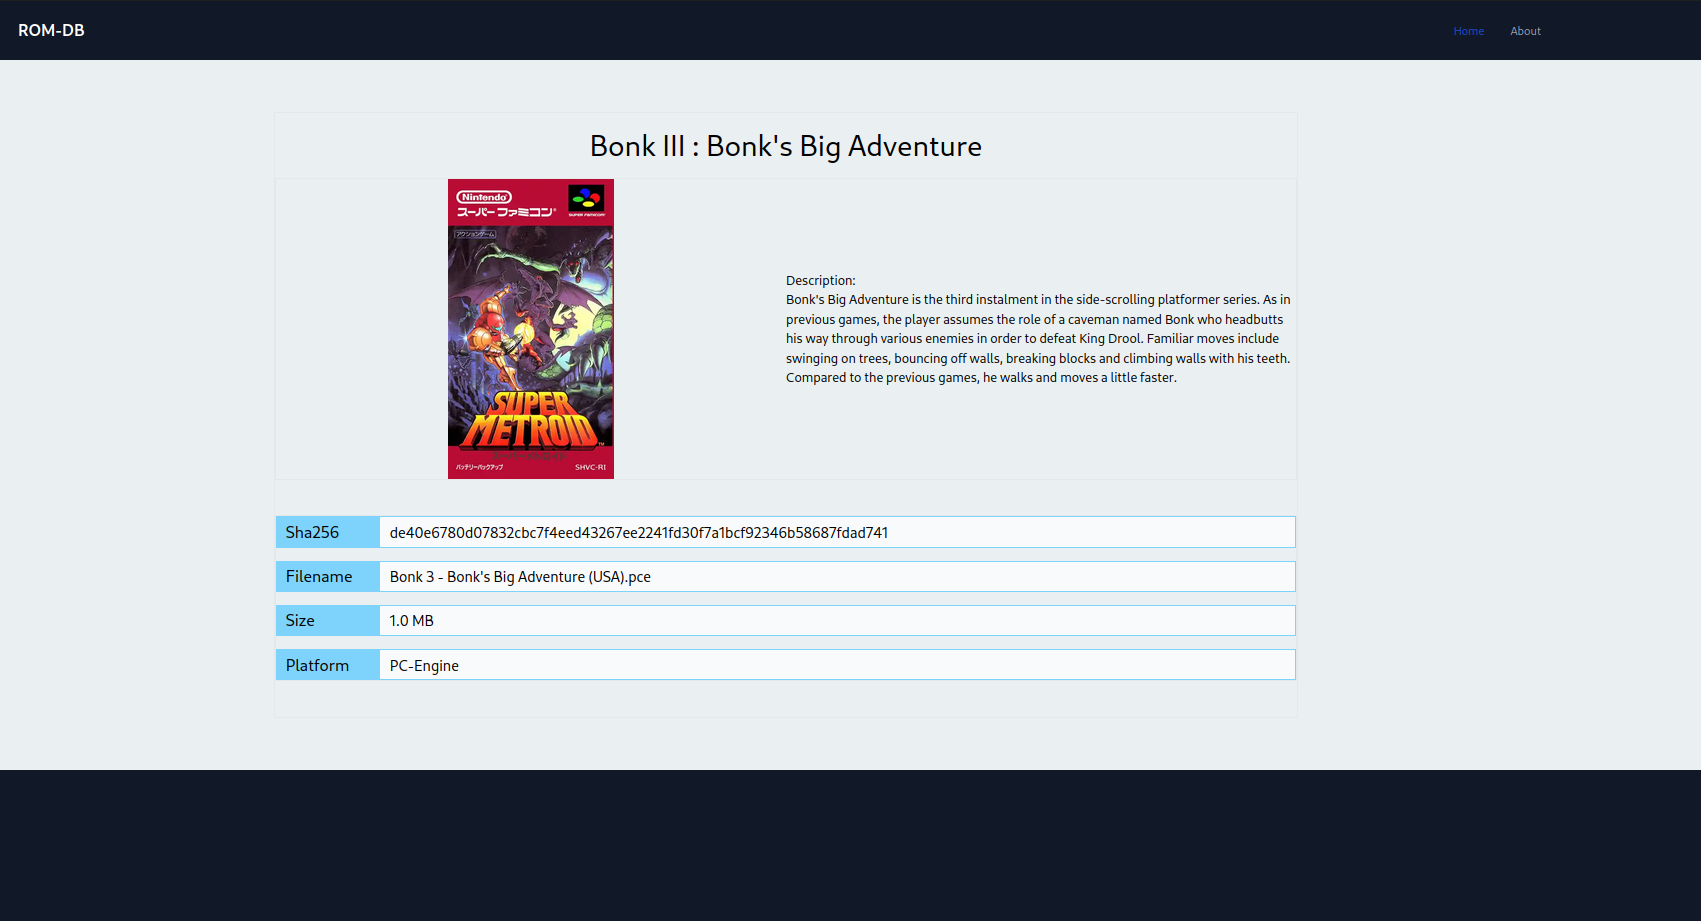 ROM-DB
Home
About
Bonk III : Bonk's Big Adventure
Nintendo
スーパーファミコン
SUPER FAMICOM
アクションゲーム
SUPER
METROID
TM
バッテリーバックアップ
SHVC-RI
Description:
Bonk's Big Adventure is the third instalment in the side-scrolling platformer series. As in
previous games, the player assumes the role of a caveman named Bonk who headbutts
his way through various enemies in order to defeat King Drool. Familiar moves include
swinging on trees, bouncing off walls, breaking blocks and climbing walls with his teeth.
Compared to the previous games, he walks and moves a little faster.
Sha256
de40e6780d07832cbc7f4eed43267ee2241fd30f7a1bcf92346b58687fdad741
Filename
Bonk 3 - Bonk's Big Adventure (USA).pce
Size
1.0 MB
Platform
PC-Engine